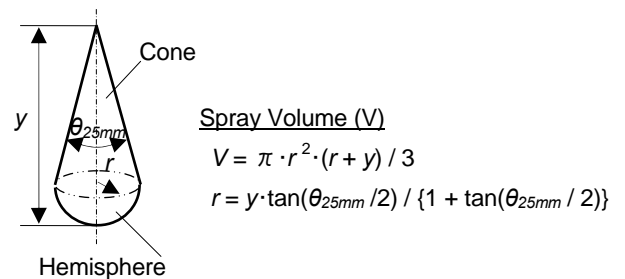 Cone
y
θ25mm
r
Hemisphere
Spray Volume (V)
V = π·r²·(r + y) / 3
r = y·tan(θ25mm /2) / {1 + tan(θ25mm / 2)}